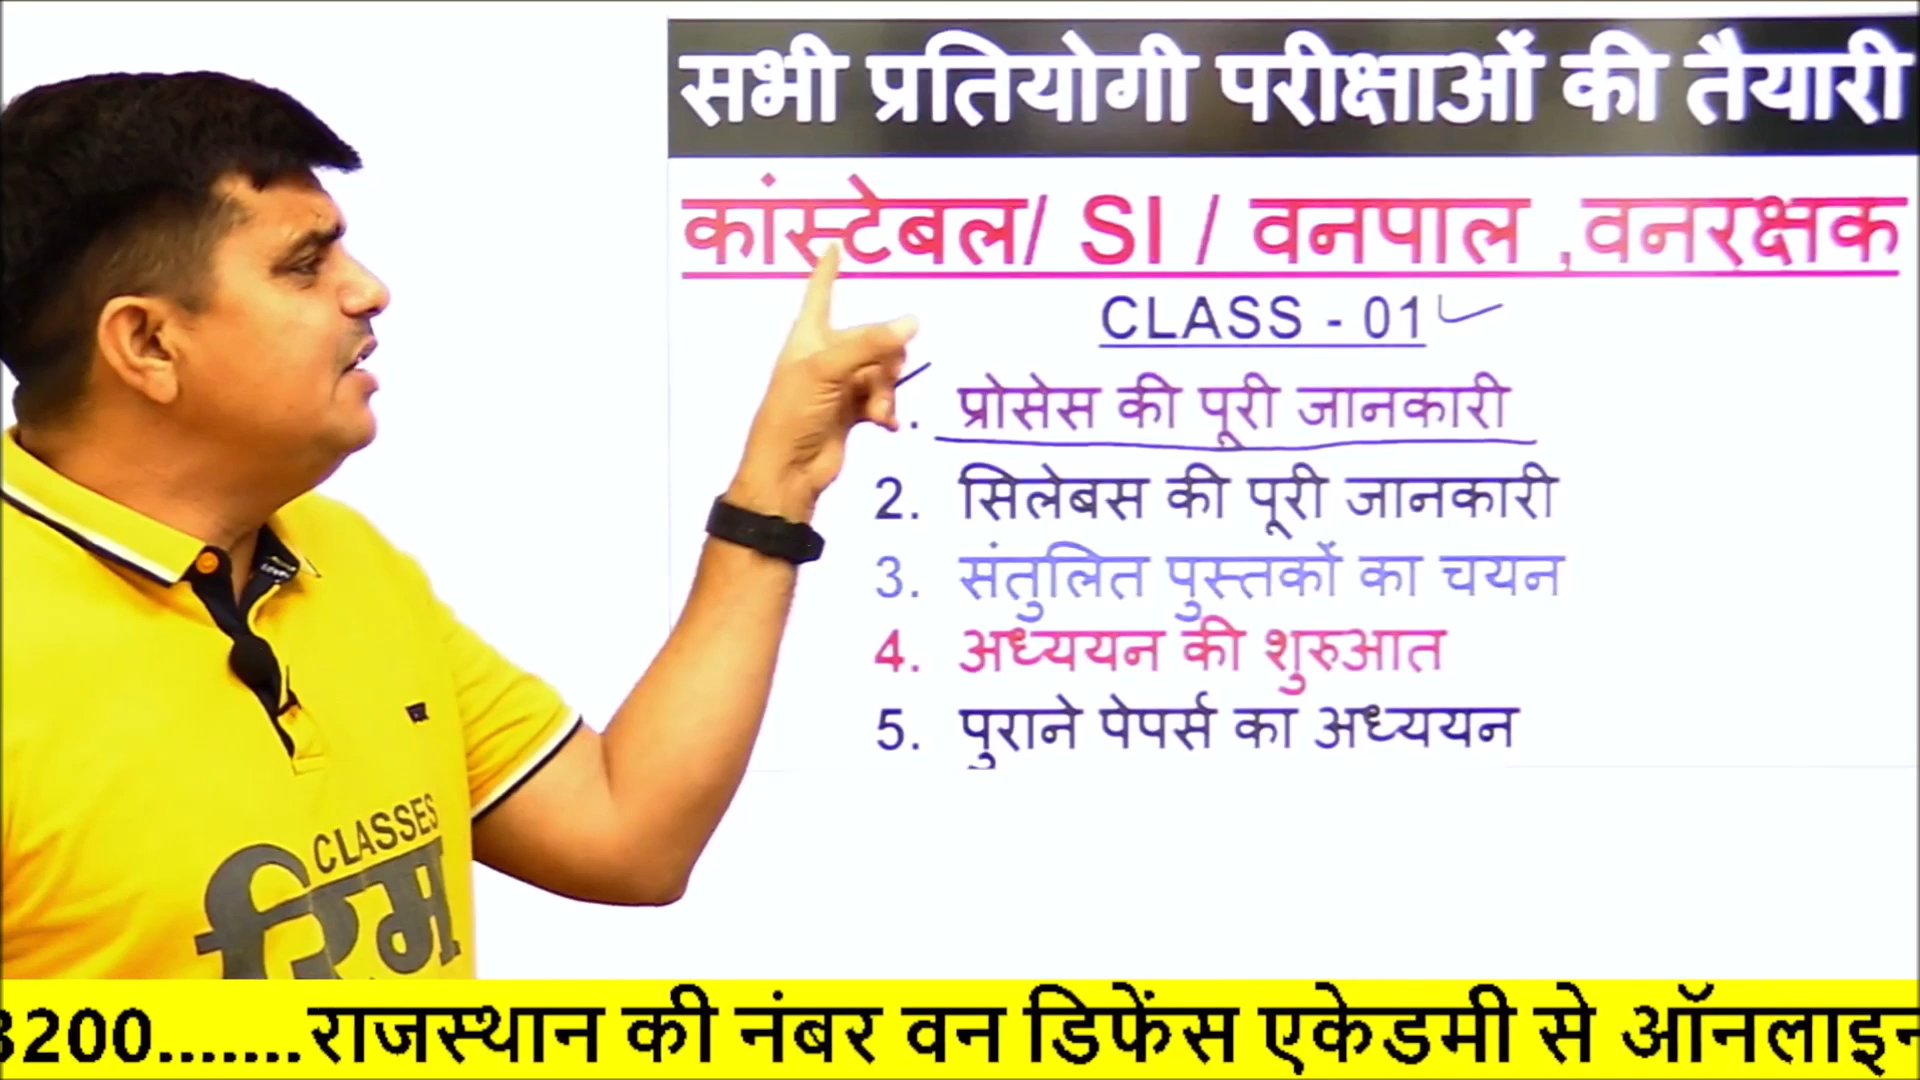 सभी प्रतियोगी परीक्षाओं की तैयारी
कांस्टेबल/ SI / वनपाल ,वनरक्षक
CLASS - 01
. प्रोसेस की पूरी जानकारी
2. सिलेबस की पूरी जानकारी
3. संतुलित पुस्तकों का चयन
4. अध्ययन की शुरुआत
5. पुराने पेपर्स का अध्ययन
CLASSES
रिम
3200.......राजस्थान की नंबर वन डिफेंस एकेडमी से ऑनलाइन